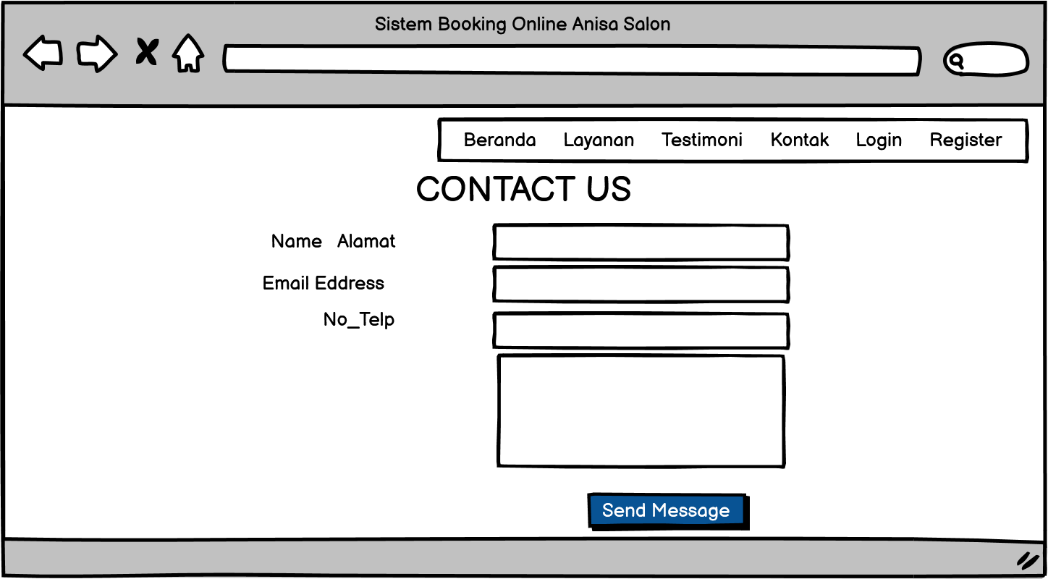 Sistem Booking Online Anisa Salon
Beranda Layanan Testimoni Kontak Login Register
CONTACT US
Name Alamat
Email Eddress
No_Telp
Send Message